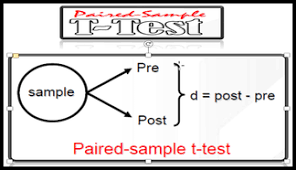 Paired-Sample
T-Test
Pre
sample
d = post - pre
Post
Paired-sample t-test